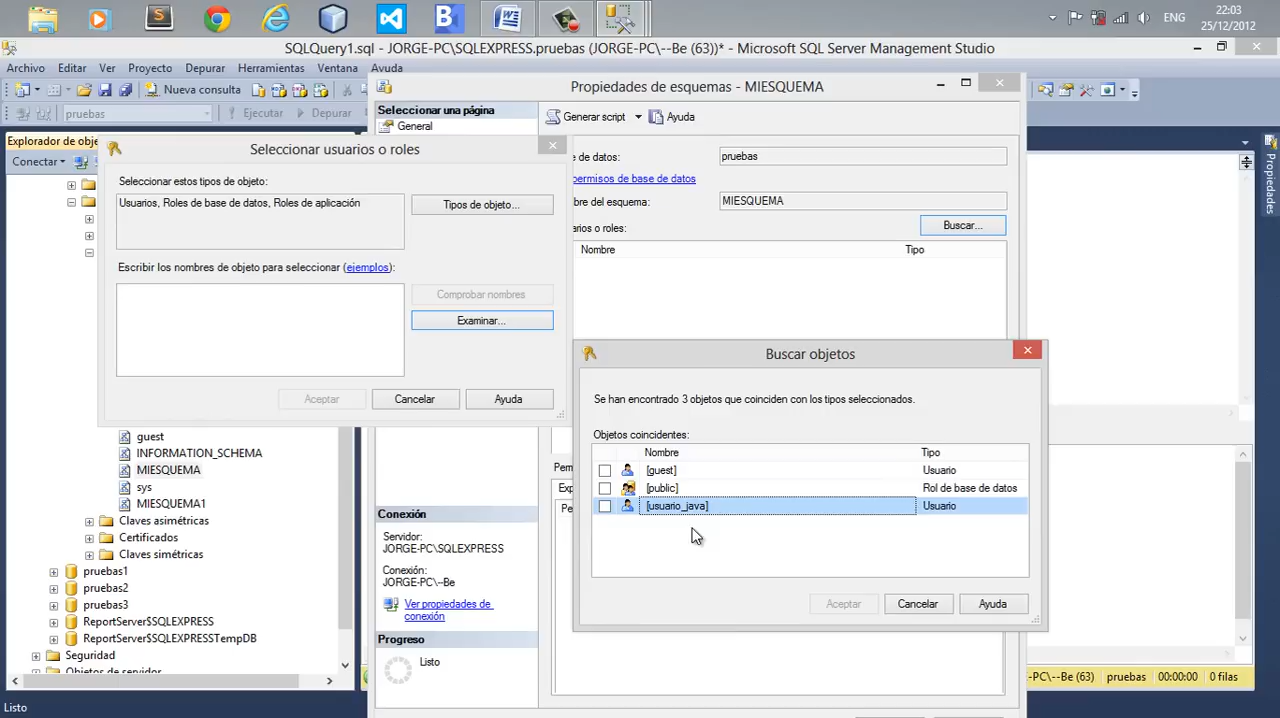 22:03
ENG
25/12/2012
SQLQuery1.sql - JORGE-PC\SQLEXPRESS.pruebas (JORGE-PC\--Be (63))* - Microsoft SQL Server Management Studio
Archivo Editar Ver Proyecto Depurar Herramientas Ventana Ayuda
Nueva consulta
pruebas
Ejecutar
Depurar
Propiedades de esquemas - MIESQUEMA
Seleccionar una página
General
Generar script
Ayuda
Explorador de obje
Conectar
Seleccionar usuarios o roles
Seleccionar estos tipos de objeto:
Usuarios, Roles de base de datos, Roles de aplicación
Tipos de objeto...
Escribir los nombres de objeto para seleccionar (ejemplos):
Comprobar nombres
Examinar...
Aceptar
Cancelar
Ayuda
e de datos:
pruebas
permisos de base de datos
bre del esquema:
MIESQUEMA
arios o roles:
Buscar...
Nombre
Tipo
Buscar objetos
Se han encontrado 3 objetos que coinciden con los tipos seleccionados.
Objetos coincidentes:
Nombre
Tipo
[guest]
Usuario
[public]
Rol de base de datos
[usuario_java]
Usuario
Aceptar
Cancelar
Ayuda
guest
INFORMATION_SCHEMA
MIESQUEMA
sys
MIESQUEMA1
Claves asimétricas
Certificados
Claves simétricas
pruebas1
pruebas2
pruebas3
ReportServer$SQLEXPRESS
ReportServer$SQLEXPRESSTempDB
Seguridad
Objetos de servidor
Conexión
Servidor:
JORGE-PC\SQLEXPRESS
Conexión:
JORGE-PC\--Be
Ver propiedades de
conexión
Progreso
Listo
Perm
Exp
Pe
Propiedades
E-PC\--Be (63)
pruebas
00:00:00
0 filas
Listo